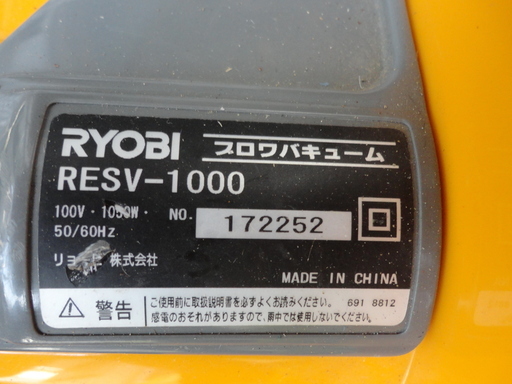 RYOBI ブロワバキューム
RESV-1000
100V・1050W・ NO. 172252
50/60Hz
リョービ 株式会社
MADE IN CHINA
警告 ご使用前に取扱説明書を必ずよくお読みください。 691 8812
感電のおそれがありますので、雨中では使用しないでください。